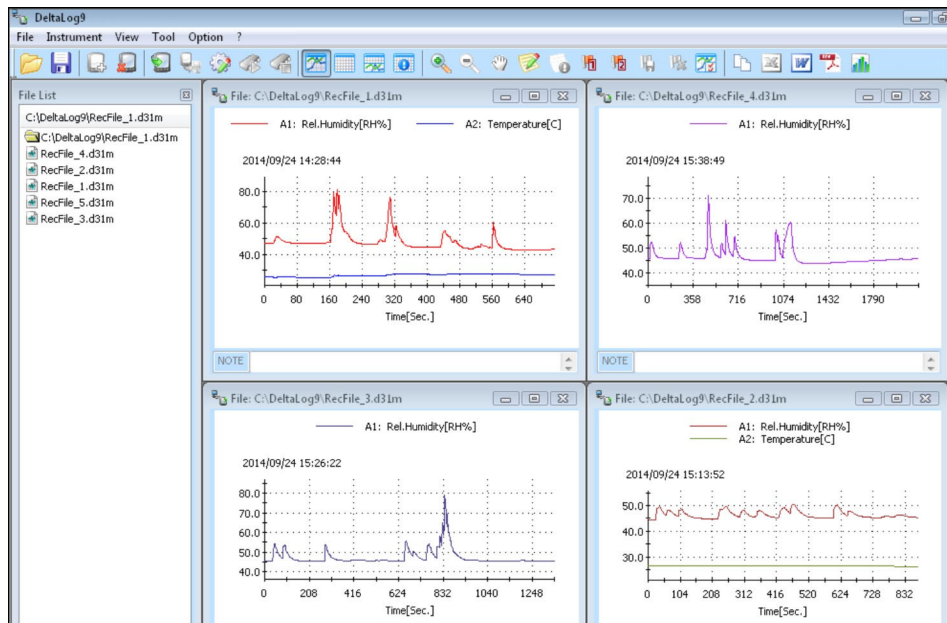 DeltaLog9
File Instrument View Tool Option ?
File List
C:\DeltaLog9\RecFile_1.d31m
C:\DeltaLog9\RecFile_1.d31m
RecFile_4.d31m
RecFile_2.d31m
RecFile_1.d31m
RecFile_5.d31m
RecFile_3.d31m
File: C:\DeltaLog9\RecFile_1.d31m
A1: Rel.Humidity[RH%] A2: Temperature[C]
2014/09/24 14:28:44
80.0
60.0
40.0
0 80 160 240 320 400 480 560 640
Time[Sec.]
NOTE
File: C:\DeltaLog9\RecFile_4.d31m
A1: Rel.Humidity[RH%]
2014/09/24 15:38:49
70.0
60.0
50.0
40.0
0 358 716 1074 1432 1790
Time[Sec.]
NOTE
File: C:\DeltaLog9\RecFile_3.d31m
A1: Rel.Humidity[RH%]
2014/09/24 15:26:22
80.0
70.0
60.0
50.0
40.0
0 208 416 624 832 1040 1248
Time[Sec.]
File: C:\DeltaLog9\RecFile_2.d31m
A1: Rel.Humidity[RH%]
A2: Temperature[C]
2014/09/24 15:13:52
50.0
40.0
30.0
0 104 208 312 416 520 624 728 832
Time[Sec.]